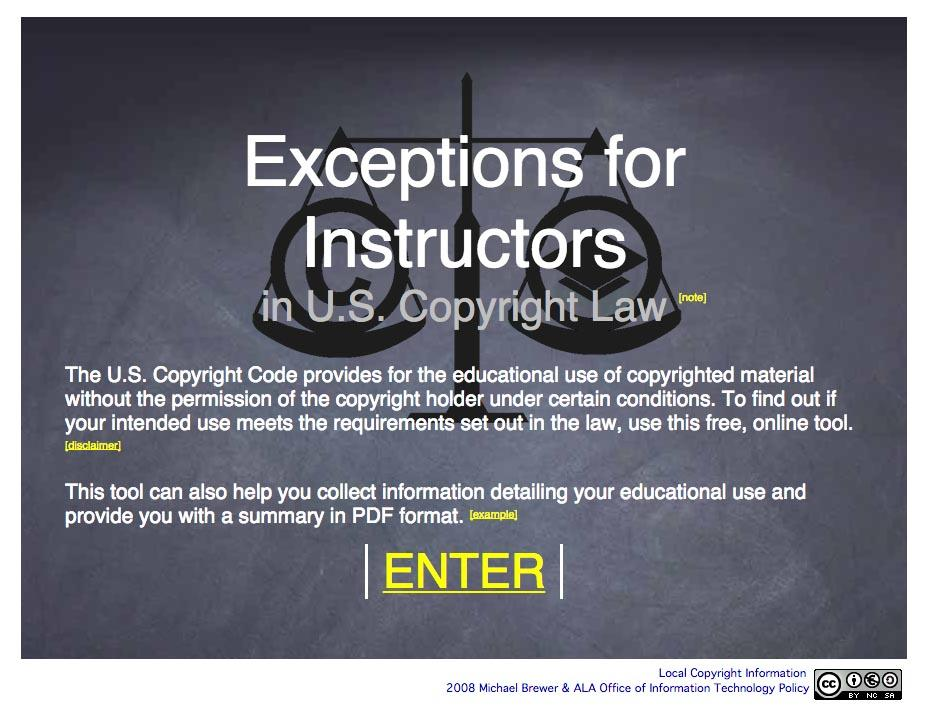 Exceptions for
Instructors
in U.S. Copyright Law [note]
The U.S. Copyright Code provides for the educational use of copyrighted material
without the permission of the copyright holder under certain conditions. To find out if
your intended use meets the requirements set out in the law, use this free, online tool.
[disclaimer]
This tool can also help you collect information detailing your educational use and
provide you with a summary in PDF format. [example]
| ENTER |
Local Copyright Information
2008 Michael Brewer & ALA Office of Information Technology Policy
cc BY NC SA